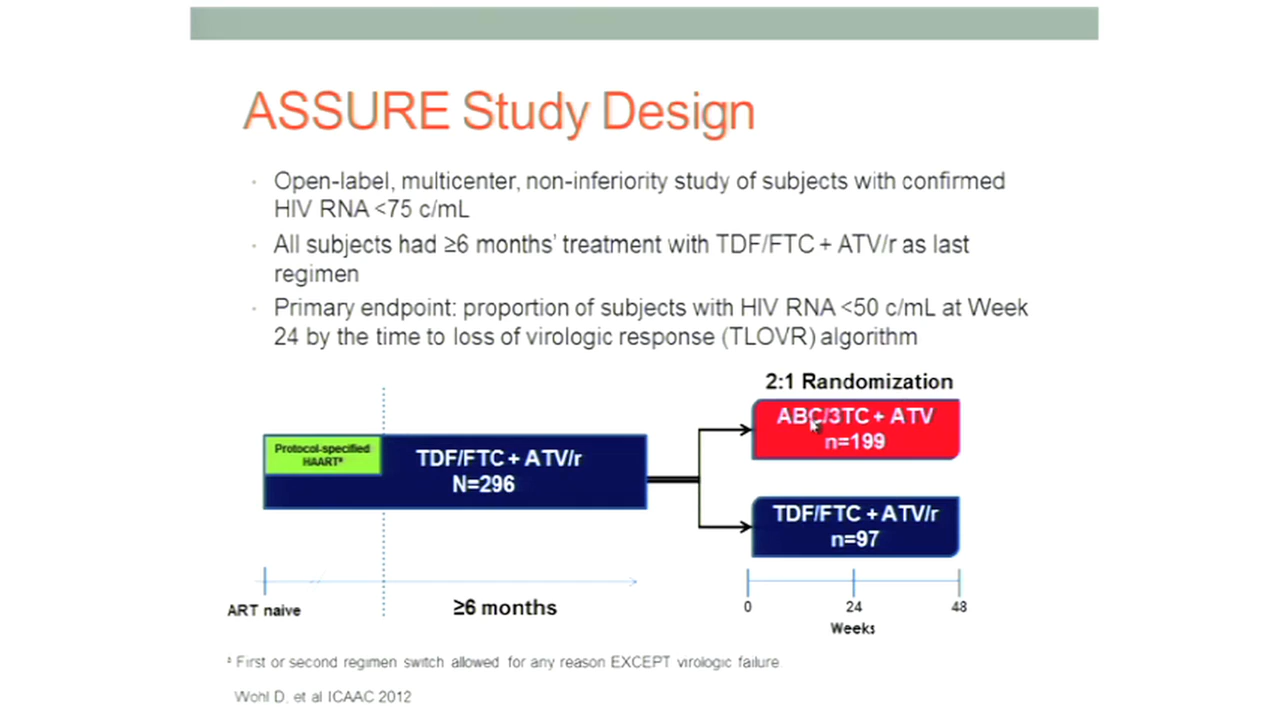 ASSURE Study Design
· Open-label, multicenter, non-inferiority study of subjects with confirmed
HIV RNA <75 c/mL
· All subjects had ≥6 months' treatment with TDF/FTC + ATV/r as last
regimen
· Primary endpoint: proportion of subjects with HIV RNA <50 c/mL at Week
24 by the time to loss of virologic response (TLOVR) algorithm
2:1 Randomization
ABC/3TC + ATV
n=199
Protocol-specified
HAARTª
TDF/FTC + ATV/r
N=296
TDF/FTC + ATV/r
n=97
ART naive
≥6 months
0 24 48
Weeks
ª First or second regimen switch allowed for any reason EXCEPT virologic failure
Wohl D. et al ICAAC 2012